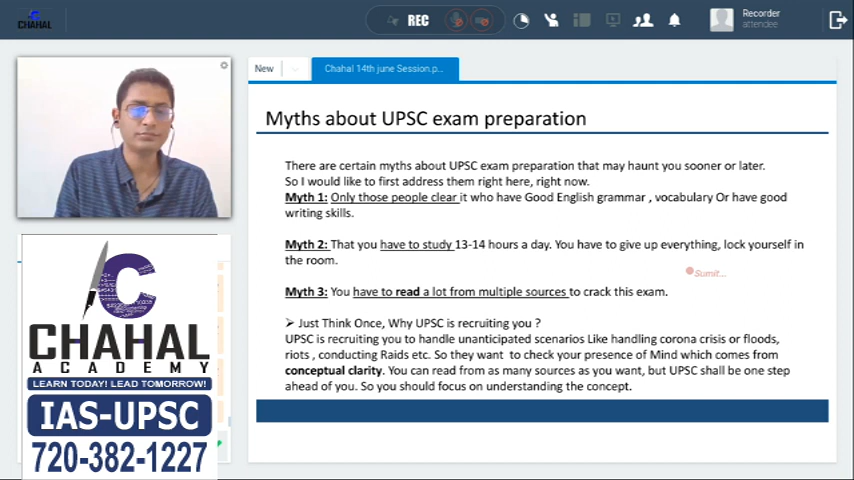 CHAHAL
REC
Recorder
attendee
New
Chahal 14th june Session.p...
Myths about UPSC exam preparation
There are certain myths about UPSC exam preparation that may haunt you sooner or later.
So I would like to first address them right here, right now.
Myth 1: Only those people clear it who have Good English grammar , vocabulary Or have good
writing skills.
Myth 2: That you have to study 13-14 hours a day. You have to give up everything, lock yourself in
the room.
Sumit...
Myth 3: You have to read a lot from multiple sources to crack this exam.
➢ Just Think Once, Why UPSC is recruiting you ?
UPSC is recruiting you to handle unanticipated scenarios Like handling corona crisis or floods,
riots , conducting Raids etc. So they want to check your presence of Mind which comes from
conceptual clarity. You can read from as many sources as you want, but UPSC shall be one step
ahead of you. So you should focus on understanding the concept.
C
CHAHAL
ACADEMY
LEARN TODAY! LEAD TOMORROW!
IAS-UPSC
720-382-1227